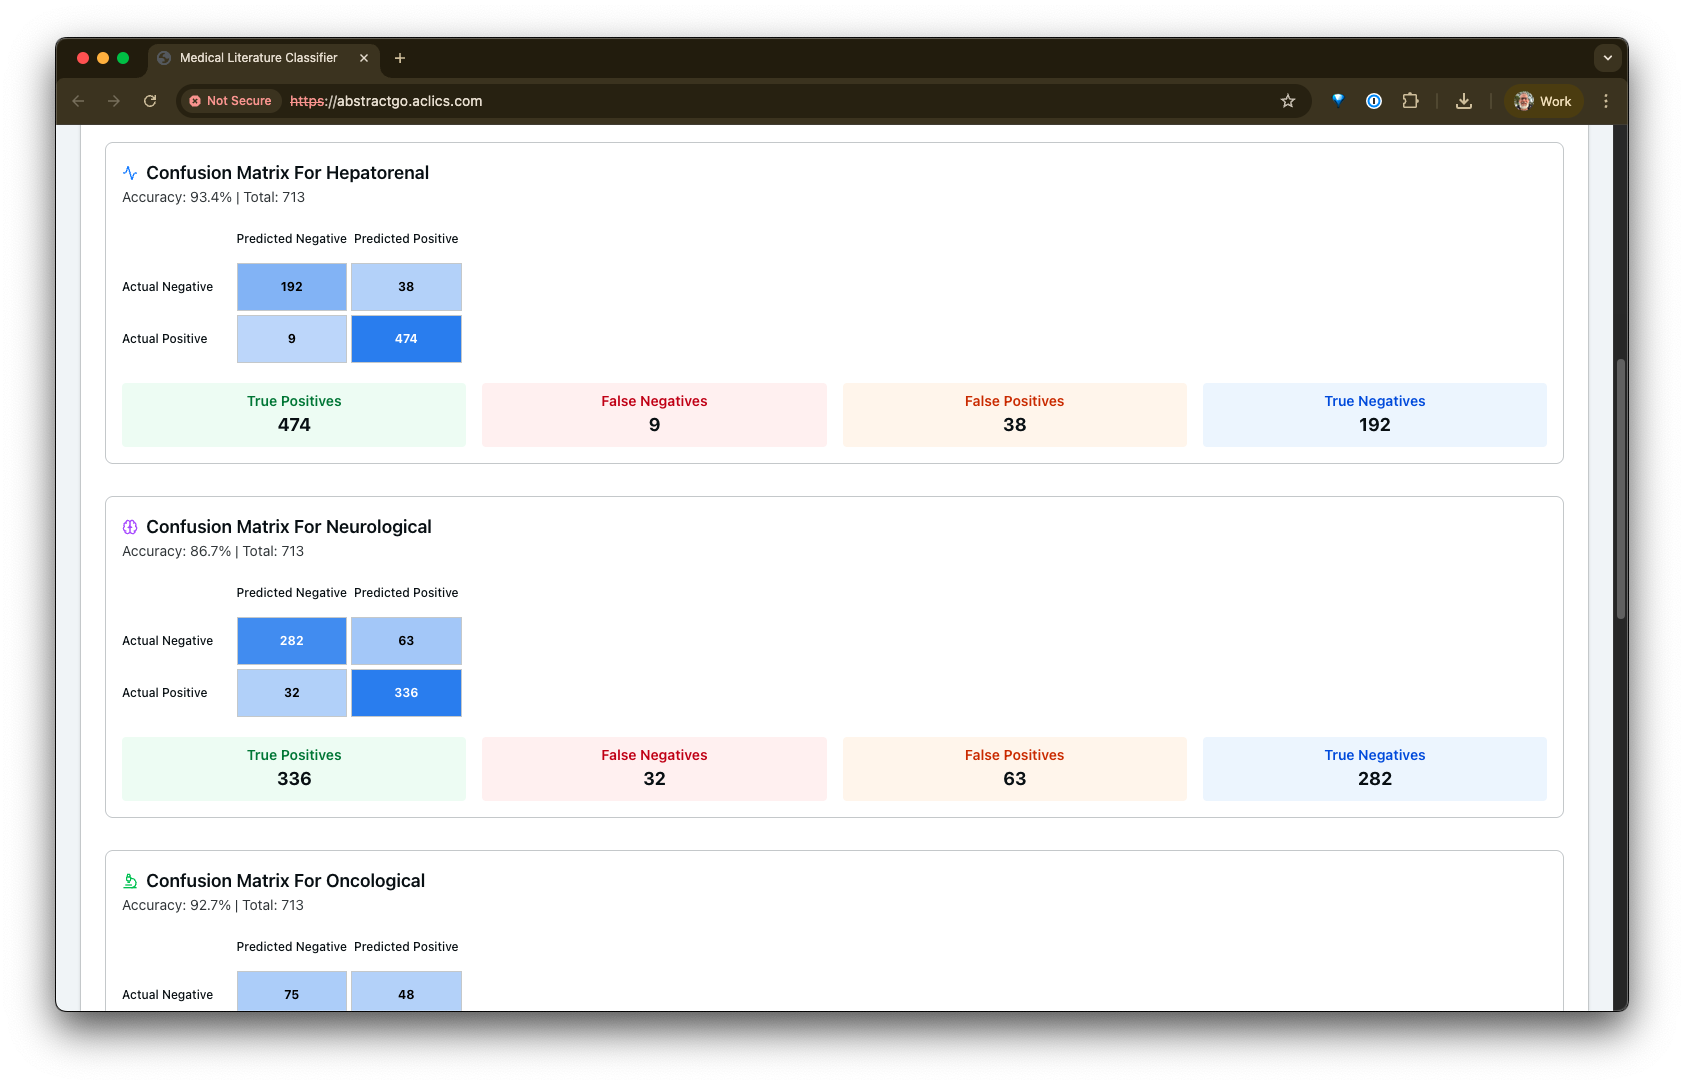 Medical Literature Classifier
Not Secure https://abstractgo.aclics.com
Work
Confusion Matrix For Hepatorenal
Accuracy: 93.4% | Total: 713
Predicted Negative Predicted Positive
Actual Negative 192 38
Actual Positive 9 474
True Positives False Negatives False Positives True Negatives
474 9 38 192
Confusion Matrix For Neurological
Accuracy: 86.7% | Total: 713
Predicted Negative Predicted Positive
Actual Negative 282 63
Actual Positive 32 336
True Positives False Negatives False Positives True Negatives
336 32 63 282
Confusion Matrix For Oncological
Accuracy: 92.7% | Total: 713
Predicted Negative Predicted Positive
Actual Negative 75 48